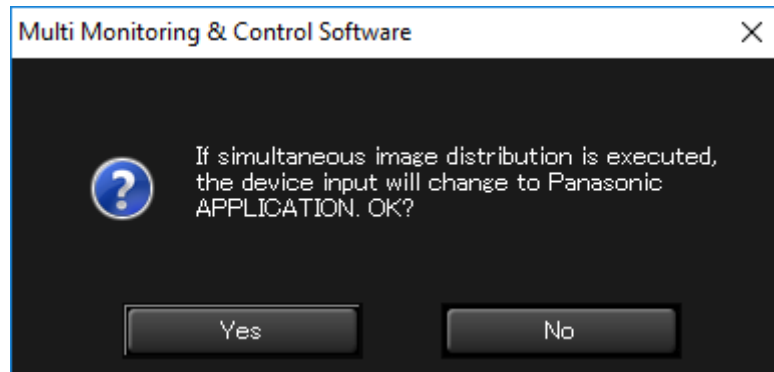 Multi Monitoring & Control Software
If simultaneous image distribution is executed,
the device input will change to Panasonic
APPLICATION. OK?
Yes
No